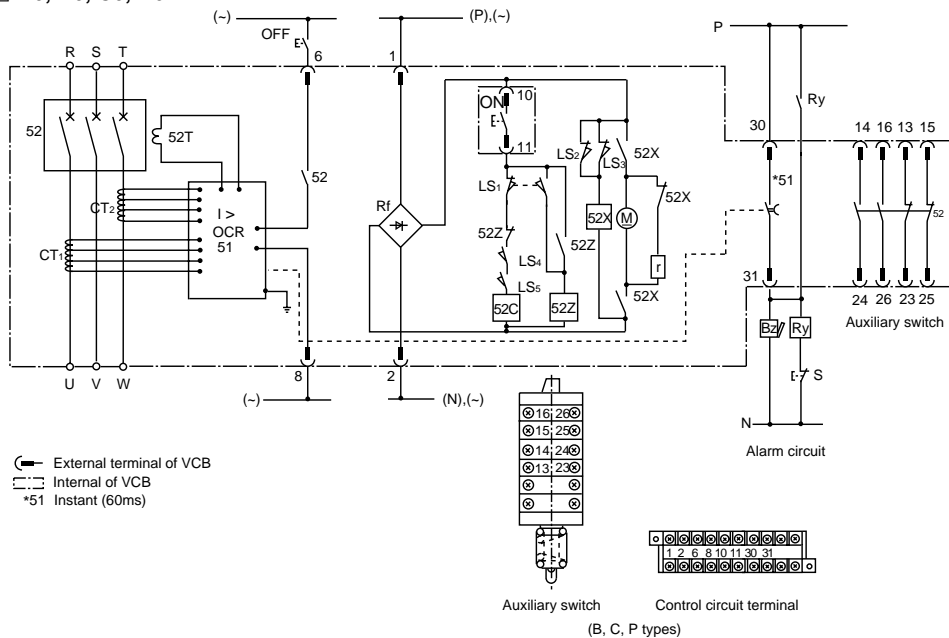 (~)
(P),(~)
P
OFF
6
1
R S T
52
52T
ON
10
11
LS2
LS3
52X
30
Ry
14 16 13 15
*51
52
LS1
52X
CT2
I >
OCR
51
Rf
52Z
52X
M
52Z
LS4
r
52
CT1
LS5
52X
31
52C
52Z
24 26 23 25
Bz
Ry
Auxiliary switch
U V W
8
2
S
(~)
(N),(~)
N
Alarm circuit
External terminal of VCB
Internal of VCB
*51 Instant (60ms)
16 26
15 25
14 24
13 23
1 2 6 8 10 11 30 31
Auxiliary switch
Control circuit terminal
(B, C, P types)